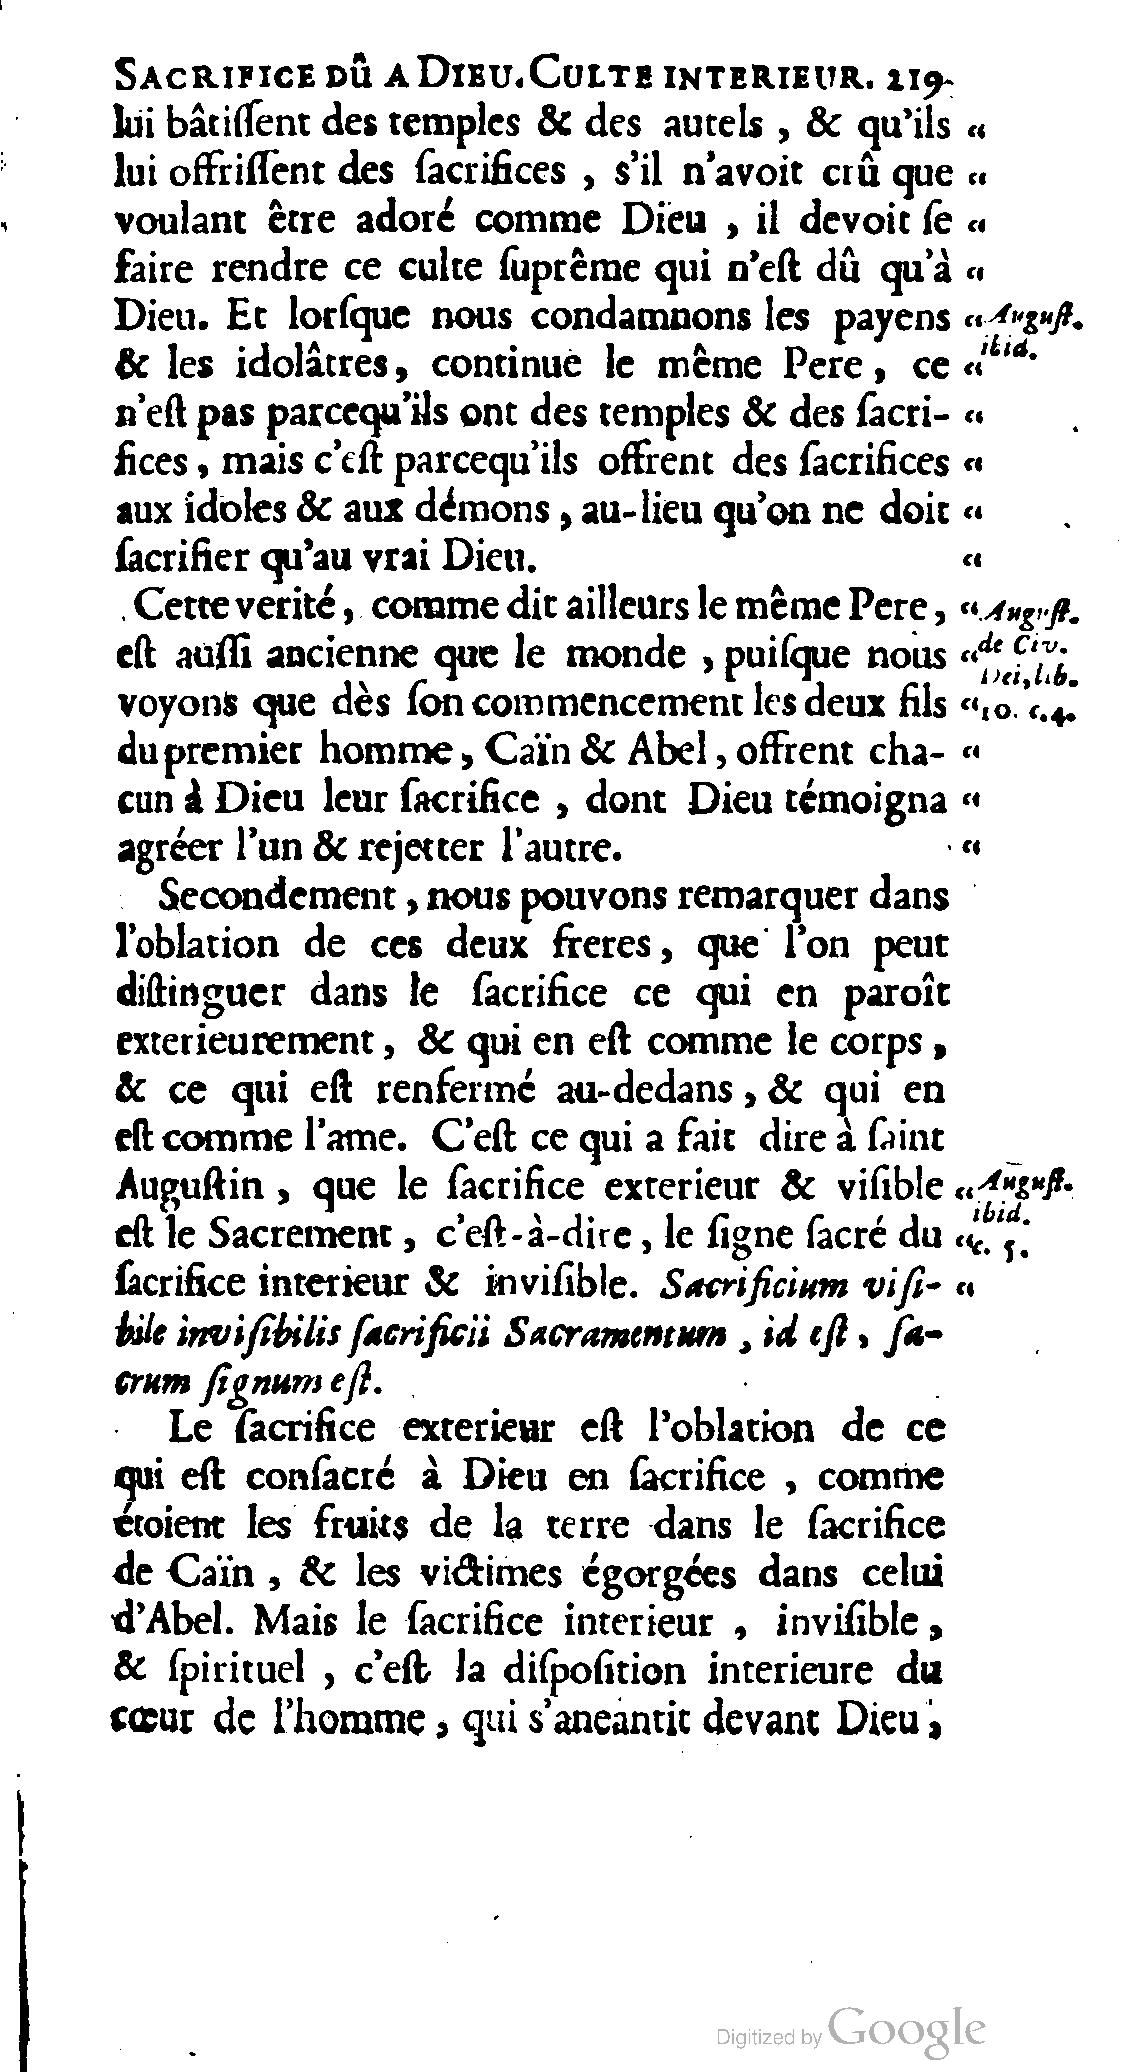 SACRIFICE DÛ A DIEU. CULTE INTERIEUR. 219
lui bâtiſſent des temples & des autels , & qu'ils “
lui offriſſent des ſacrifices , s'il n'avoit crû que “
voulant être adoré comme Dieu , il devoit ſe “
faire rendre ce culte ſuprême qui n'eſt dû qu'à “
Dieu. Et lorſque nous condamnons les payens “ Auguſt.
& les idolâtres, continue le même Pere , ce “ ibid.
n'eſt pas parcequ'ils ont des temples & des ſacri- “
fices , mais c'eſt parcequ'ils offrent des ſacrifices “
aux idoles & aux démons , au-lieu qu'on ne doit “
ſacrifier qu'au vrai Dieu. “
Cette verité , comme dit ailleurs le même Pere , “ Auguſt.
eſt auſſi ancienne que le monde , puiſque nous “ de Civ.
Dei, lib.
voyons que dès ſon commencement les deux fils “ 10. c. 4.
du premier homme , Caïn & Abel , offrent cha- “
cun à Dieu leur ſacrifice , dont Dieu témoigna “
agréer l'un & rejetter l'autre. “
Secondement , nous pouvons remarquer dans
l'oblation de ces deux freres , que l'on peut
diſtinguer dans le ſacrifice ce qui en paroît
exterieurement , & qui en eſt comme le corps ,
& ce qui eſt renfermé au-dedans , & qui en
eſt comme l'ame. C'eſt ce qui a fait dire à ſaint
Auguſtin , que le ſacrifice exterieur & viſible “ Auguſt.
ibid.
eſt le Sacrement , c'eſt-à-dire , le ſigne ſacré du “ c. 5.
ſacrifice interieur & inviſible. Sacrificium viſi- “
bile inviſibilis ſacrificii Sacramentum , id eſt , ſa-
crum ſignum eſt.
Le ſacrifice exterieur eſt l'oblation de ce
qui eſt conſacré à Dieu en ſacrifice , comme
étoient les fruits de la terre dans le ſacrifice
de Caïn , & les victimes égorgées dans celui
d'Abel. Mais le ſacrifice interieur , inviſible ,
& ſpirituel , c'eſt la diſpoſition interieure du
cœur de l'homme , qui s'aneantit devant Dieu ,
Digitized by Google